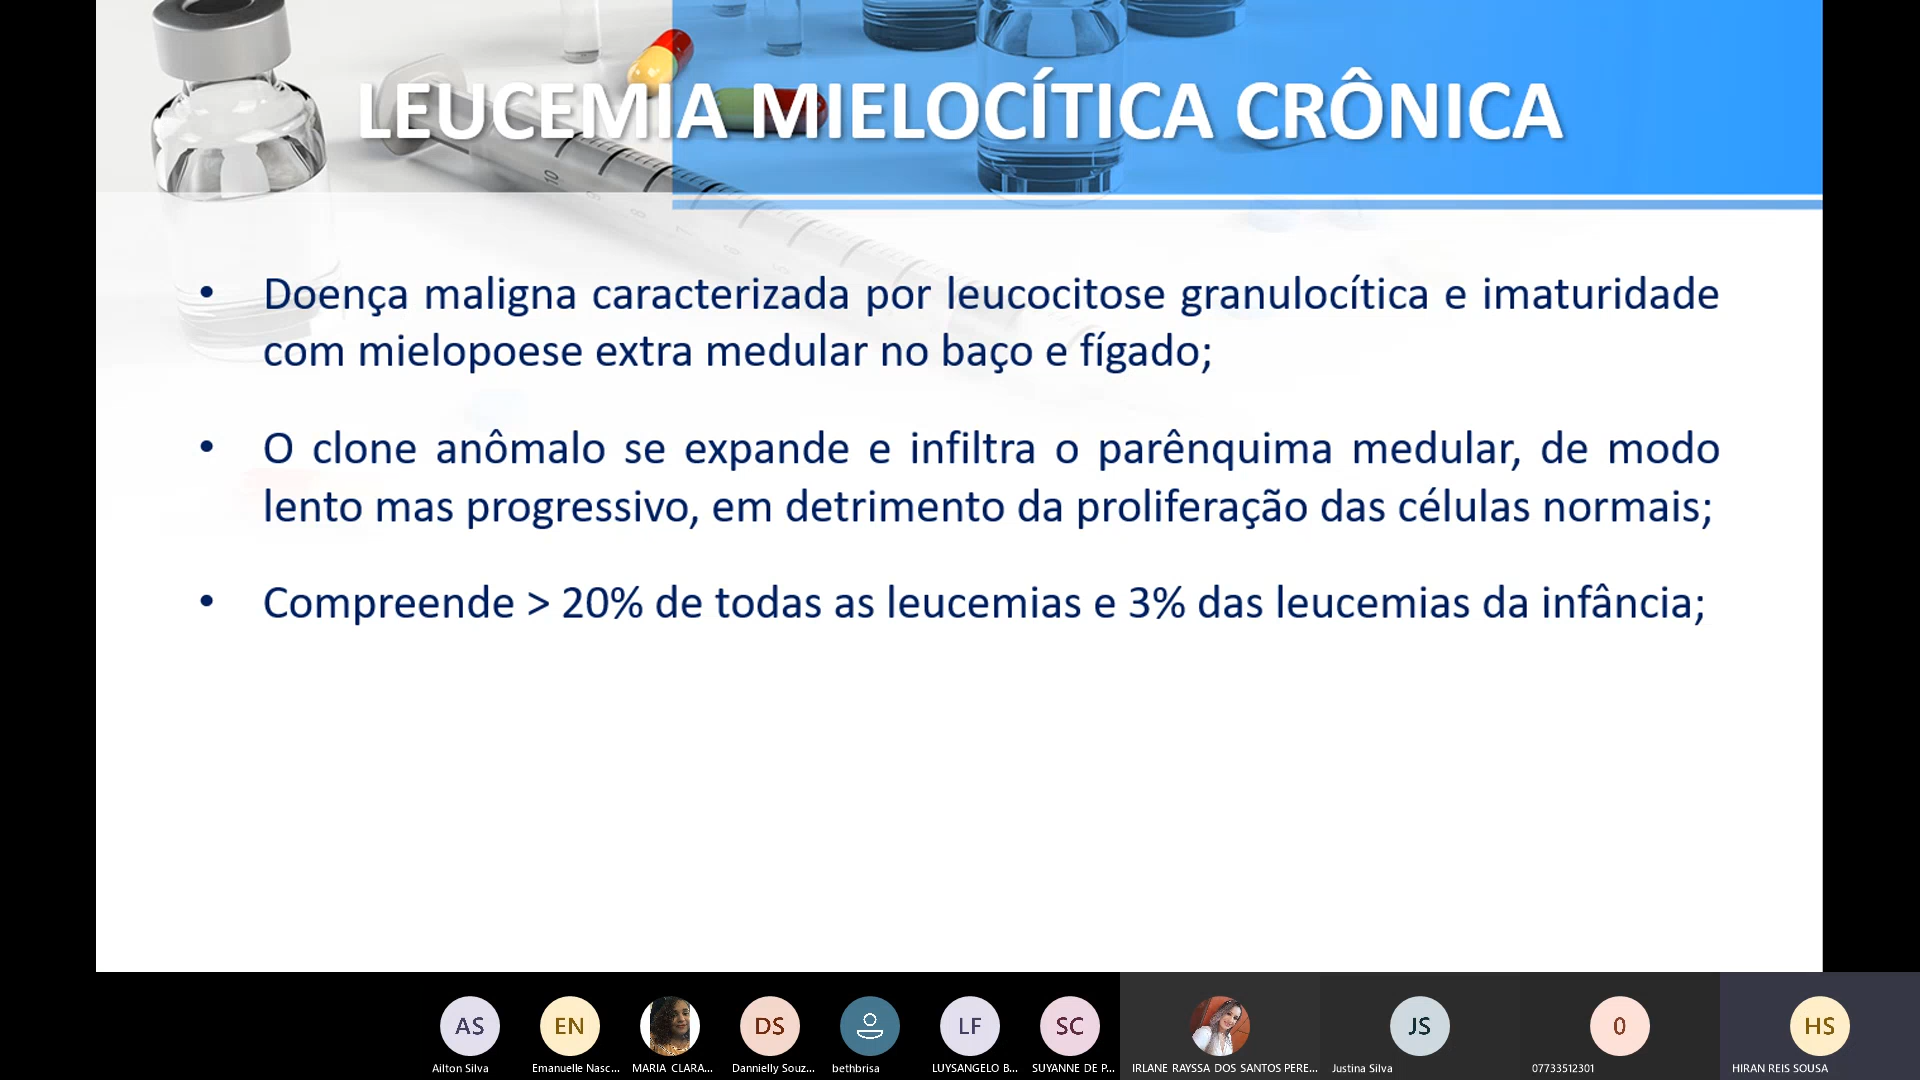 LEUCEMIA MIELOCÍTICA CRÔNICA
• Doença maligna caracterizada por leucocitose granulocítica e imaturidade
com mielopoese extra medular no baço e fígado;
• O clone anômalo se expande e infiltra o parênquima medular, de modo
lento mas progressivo, em detrimento da proliferação das células normais;
• Compreende > 20% de todas as leucemias e 3% das leucemias da infância;
AS EN DS LF SC JS 0 HS
Ailton Silva Emanuelle Nasc... MARIA CLARA... Dannielly Souz... bethbrisa LUYSANGELO B... SUYANNE DE P... IRLANE RAYSSA DOS SANTOS PERE... Justina Silva 07733512301 HIRAN REIS SOUSA